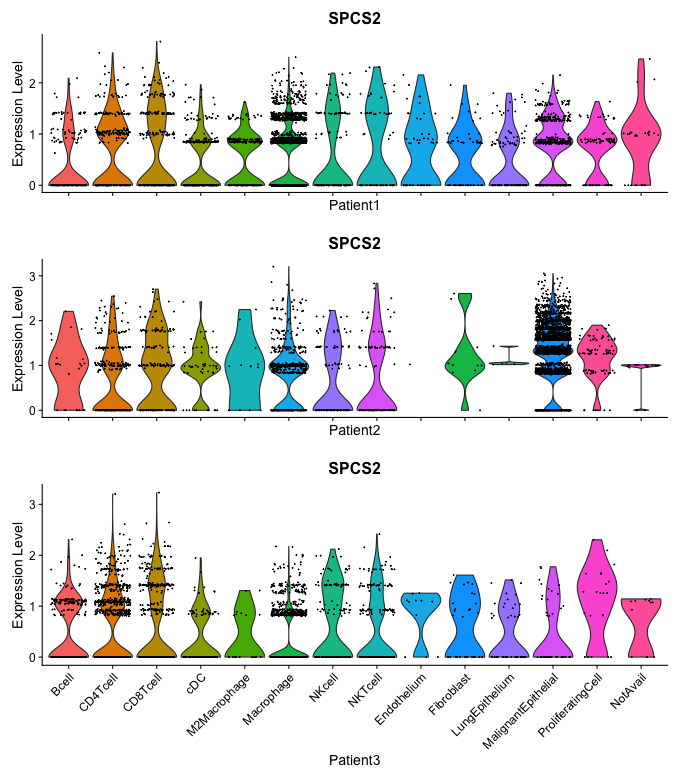 SPCS2
Expression Level
2
1
0
Patient1
SPCS2
Expression Level
3
2
1
0
Patient2
SPCS2
Expression Level
3
2
1
0
Bcell
CD4Tcell
CD8Tcell
cDC
M2Macrophage
Macrophage
NKcell
NKTcell
Endothelium
Fibroblast
LungEpithelium
MalignantEpithelial
ProliferatingCell
NotAvail
Patient3